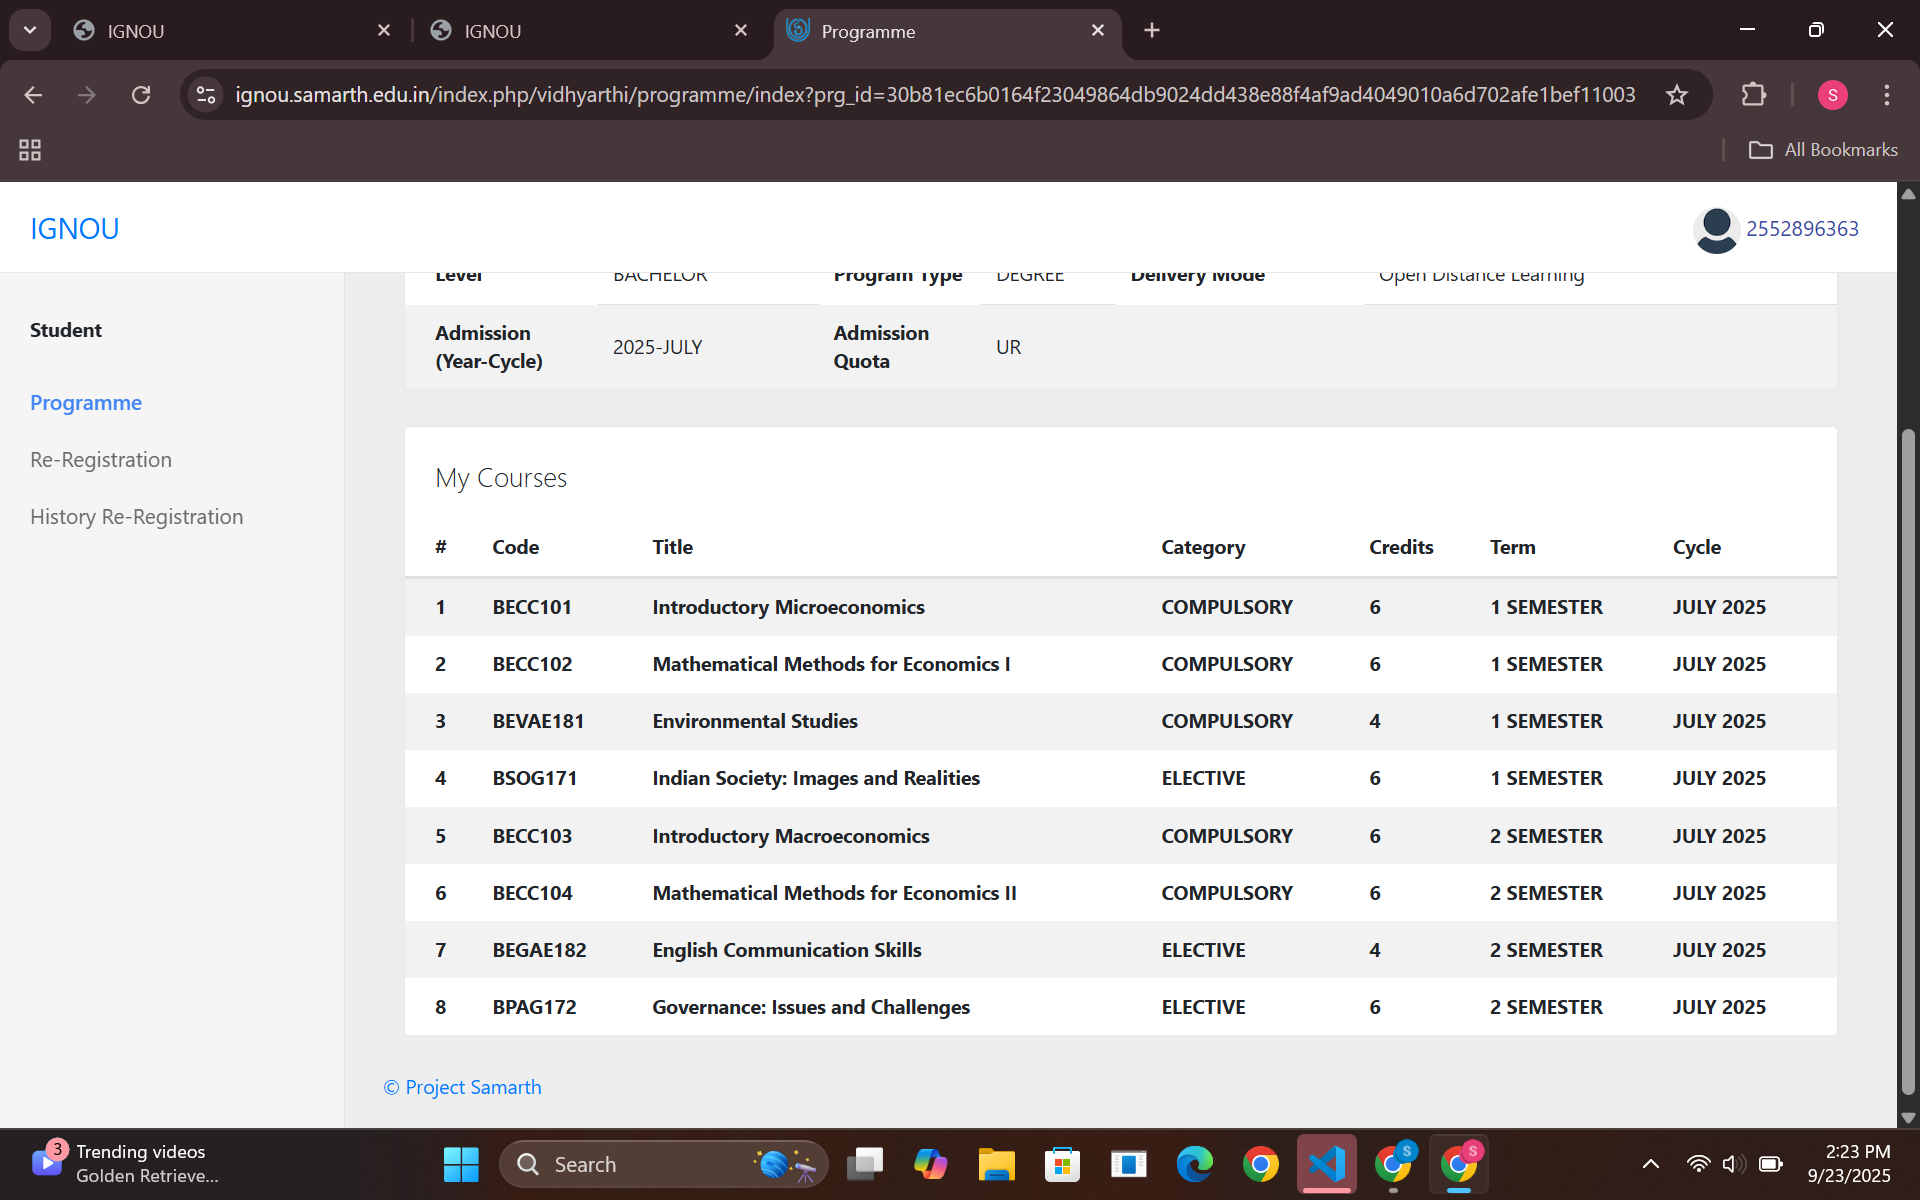 IGNOU
IGNOU
Programme
ignou.samarth.edu.in/index.php/vidhyarthi/programme/index?prg_id=30b81ec6b0164f23049864db9024dd438e88f4af9ad4049010a6d702afe1bef11003
S
All Bookmarks
IGNOU
2552896363
Student
Programme
Re-Registration
History Re-Registration
Level BACHELOR Program Type DEGREE Delivery Mode Open Distance Learning
Admission (Year-Cycle) 2025-JULY Admission Quota UR
My Courses
# Code Title Category Credits Term Cycle
1 BECC101 Introductory Microeconomics COMPULSORY 6 1 SEMESTER JULY 2025
2 BECC102 Mathematical Methods for Economics I COMPULSORY 6 1 SEMESTER JULY 2025
3 BEVAE181 Environmental Studies COMPULSORY 4 1 SEMESTER JULY 2025
4 BSOG171 Indian Society: Images and Realities ELECTIVE 6 1 SEMESTER JULY 2025
5 BECC103 Introductory Macroeconomics COMPULSORY 6 2 SEMESTER JULY 2025
6 BECC104 Mathematical Methods for Economics II COMPULSORY 6 2 SEMESTER JULY 2025
7 BEGAE182 English Communication Skills ELECTIVE 4 2 SEMESTER JULY 2025
8 BPAG172 Governance: Issues and Challenges ELECTIVE 6 2 SEMESTER JULY 2025
© Project Samarth
3
Trending videos
Golden Retrieve...
Search
S
S
2:23 PM
9/23/2025